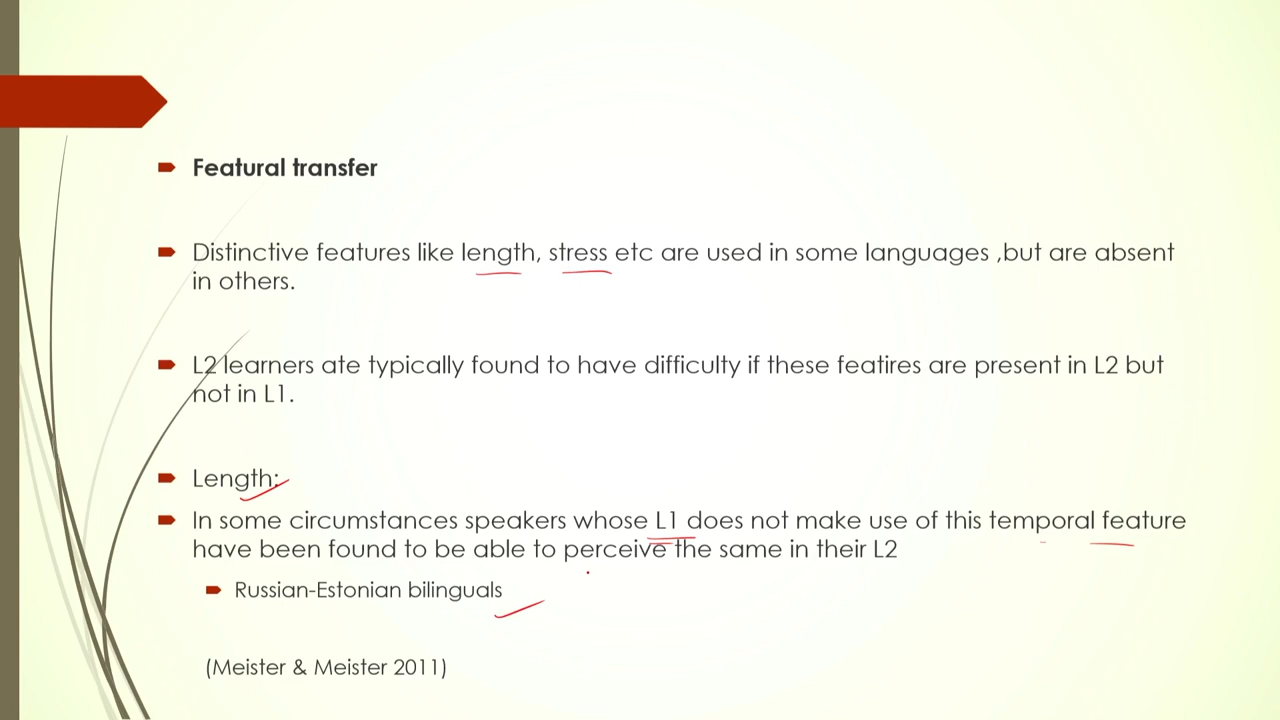 Featural transfer
Distinctive features like length, stress etc are used in some languages ,but are absent
in others.
L2 learners ate typically found to have difficulty if these featires are present in L2 but
not in L1.
Length:
In some circumstances speakers whose L1 does not make use of this temporal feature
have been found to be able to perceive the same in their L2
Russian-Estonian bilinguals
(Meister & Meister 2011)